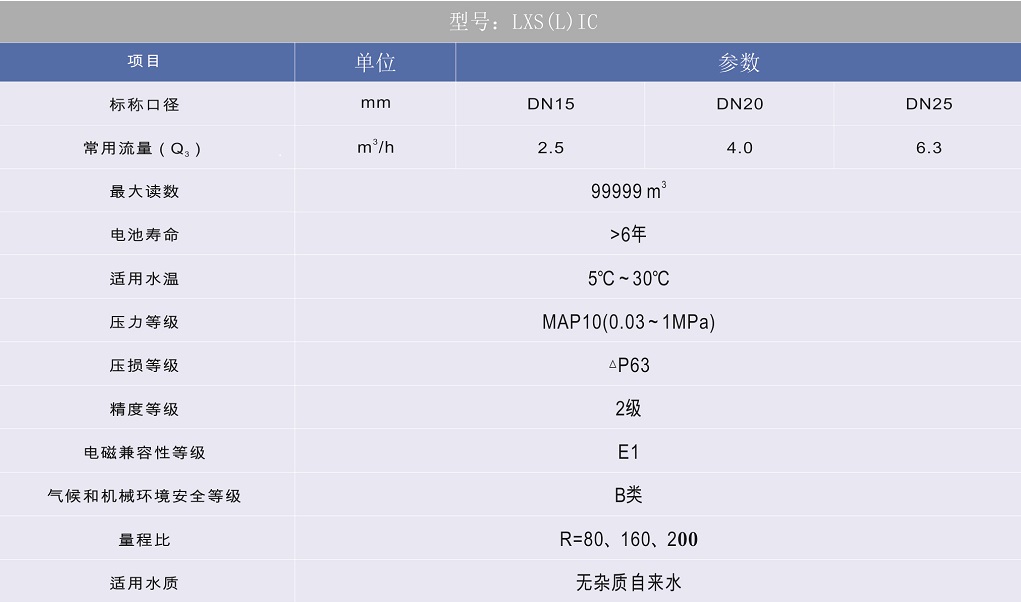 型号：LXS(L)IC
项目 单位 参数
标称口径 mm DN15 DN20 DN25
常用流量（Q₃） m³/h 2.5 4.0 6.3
最大读数 99999 m³
电池寿命 >6年
适用水温 5℃～30℃
压力等级 MAP10(0.03～1MPa)
压损等级 △P63
精度等级 2级
电磁兼容性等级 E1
气候和机械环境安全等级 B类
量程比 R=80、160、200
适用水质 无杂质自来水